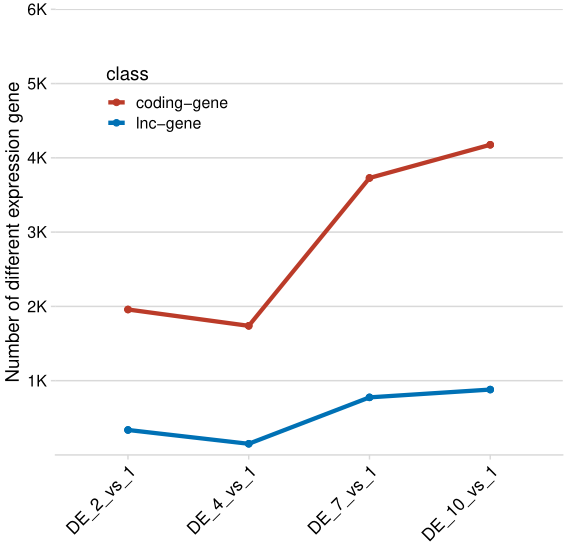 6K
5K
4K
3K
2K
1K
Number of different expression gene
class
coding−gene
lnc−gene
DE_2_vs_1
DE_4_vs_1
DE_7_vs_1
DE_10_vs_1